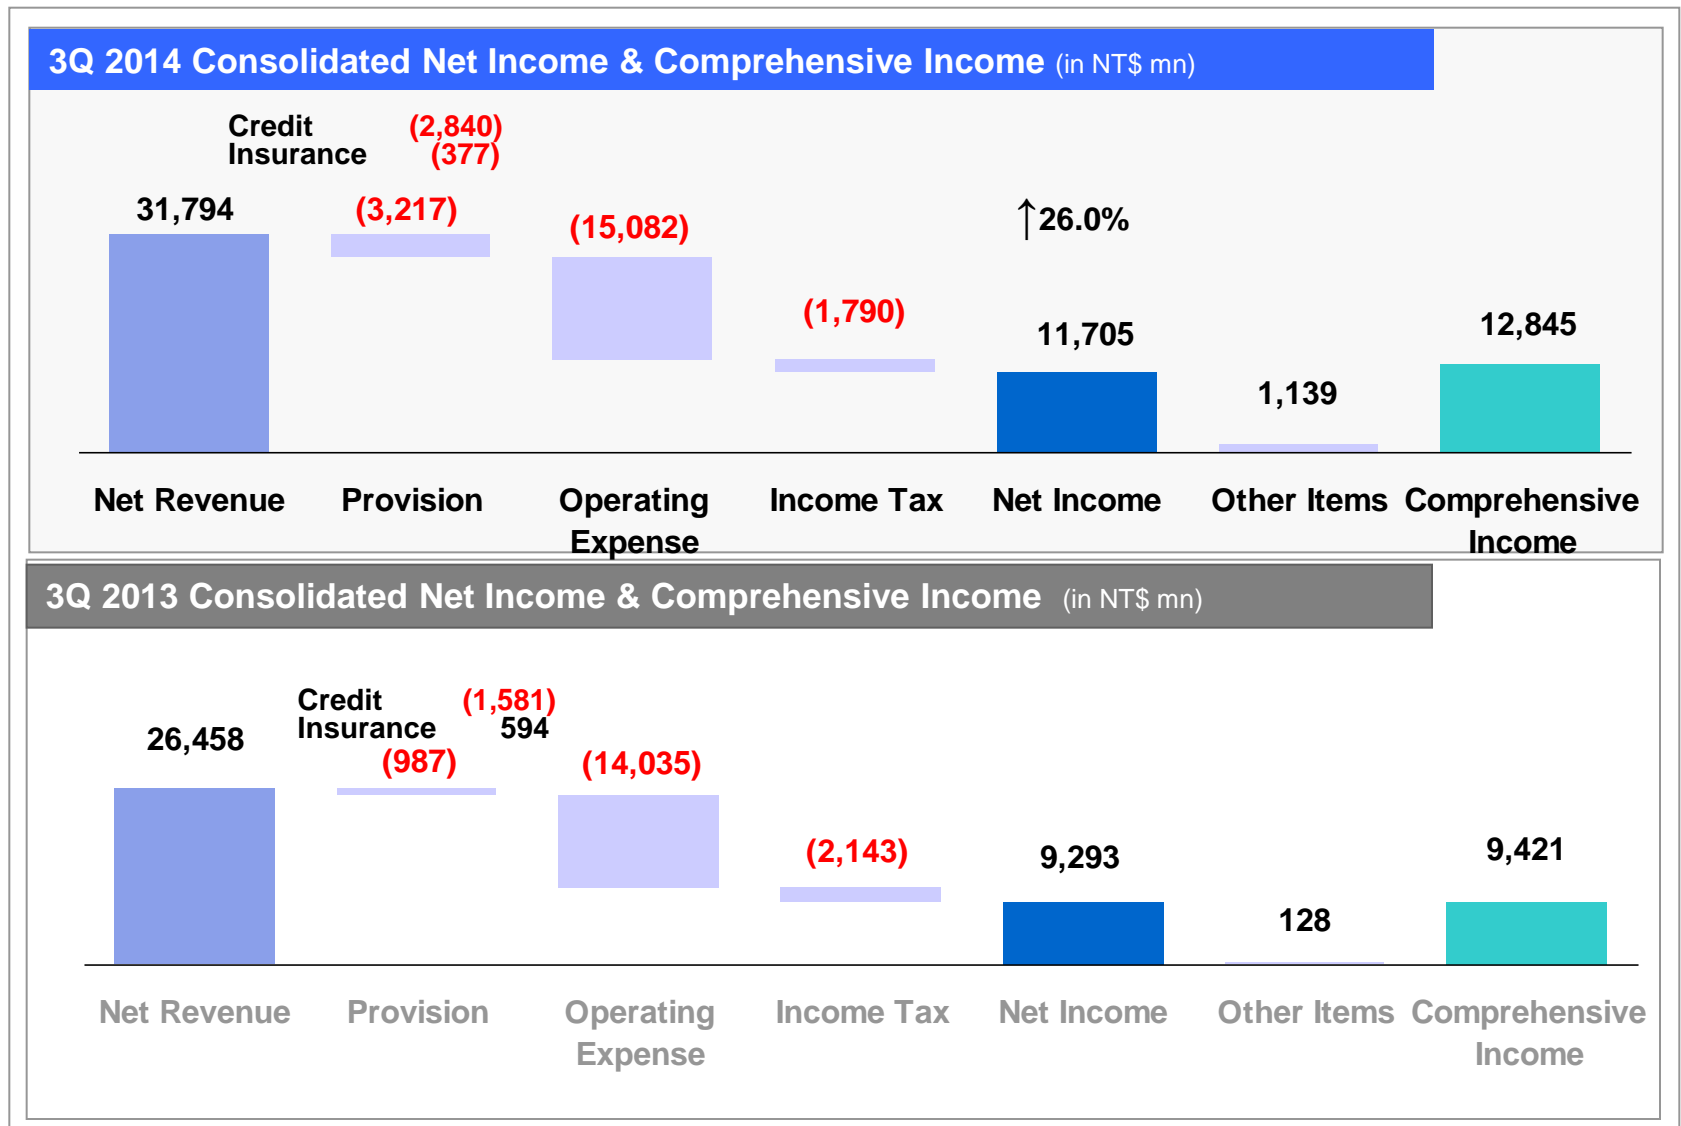 3Q 2014 Consolidated Net Income & Comprehensive Income (in NT$ mn)
Credit (2,840)
Insurance (377)
31,794 (3,217) (15,082) ↑26.0%
(1,790) 11,705 12,845
1,139
Net Revenue Provision Operating Income Tax Net Income Other Items Comprehensive
Expense Income
3Q 2013 Consolidated Net Income & Comprehensive Income (in NT$ mn)
Credit (1,581)
Insurance 594
26,458 (987) (14,035)
(2,143) 9,293 9,421
128
Net Revenue Provision Operating Income Tax Net Income Other Items Comprehensive
Expense Income